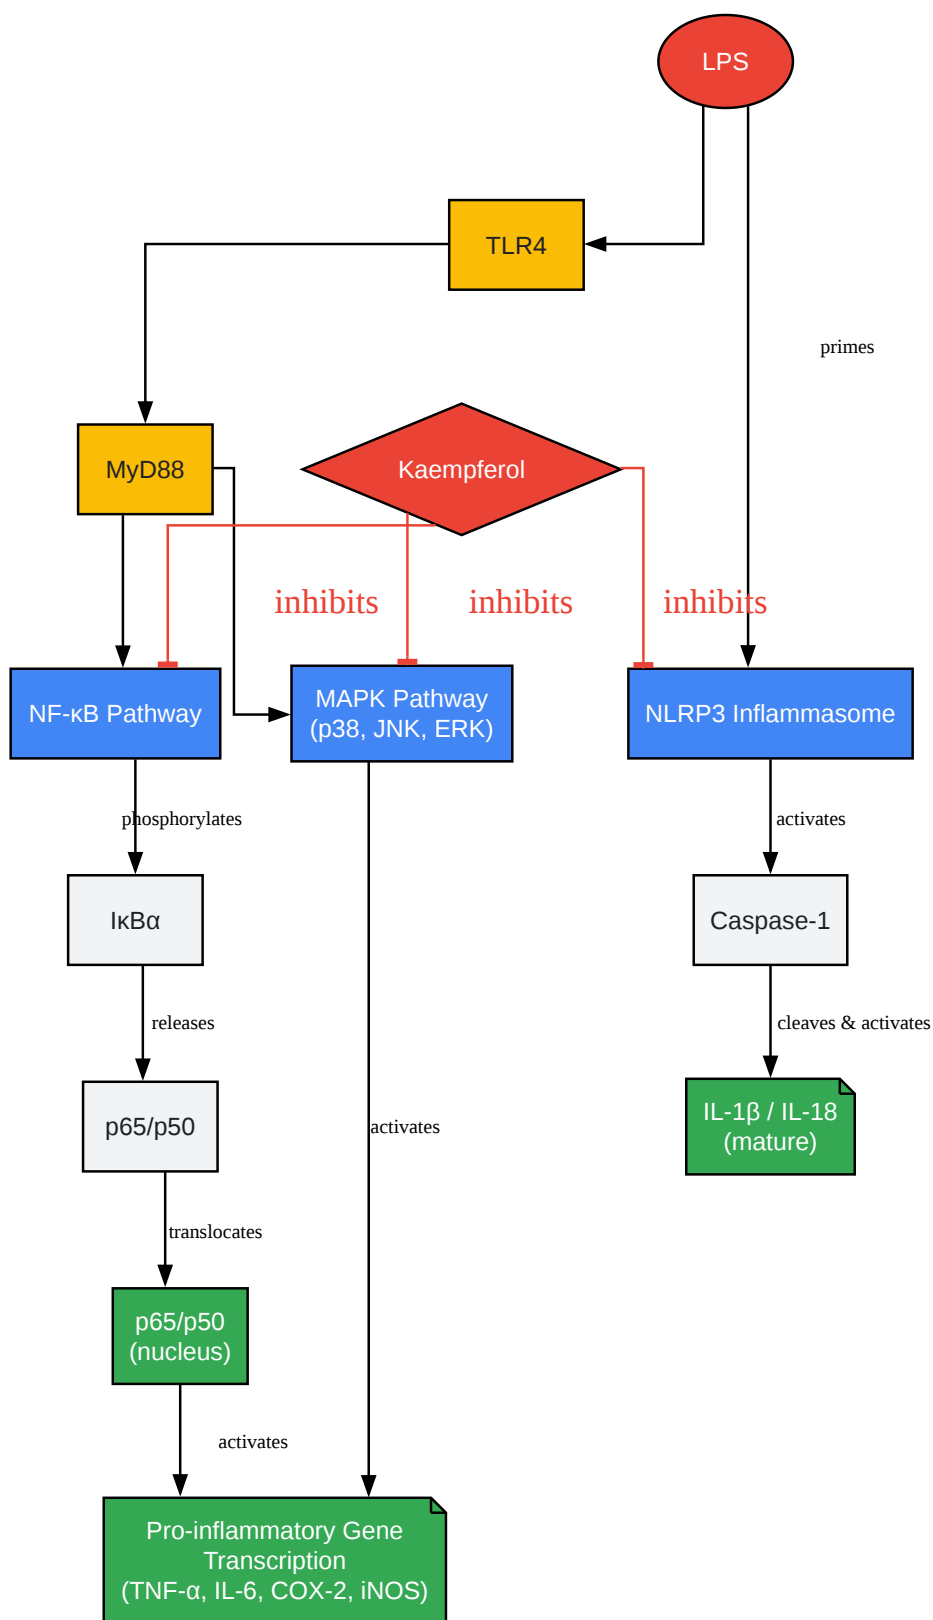 LPS
TLR4
primes
MyD88
Kaempferol
inhibits
inhibits
inhibits
NF-κB Pathway
MAPK Pathway
(p38, JNK, ERK)
NLRP3 Inflammasome
phosphorylates
activates
IκBα
Caspase-1
releases
cleaves & activates
p65/p50
activates
IL-1β / IL-18
(mature)
translocates
p65/p50
(nucleus)
activates
Pro-inflammatory Gene
Transcription
(TNF-α, IL-6, COX-2, iNOS)